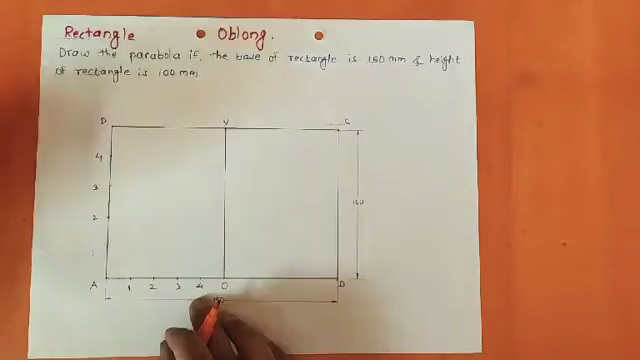 Rectangle Oblong.
Draw the parabola if, the base of rectangle is 150 mm & height
of rectangle is 100 mm
D V C
4
3
2
1
A 1 2 3 4 O B